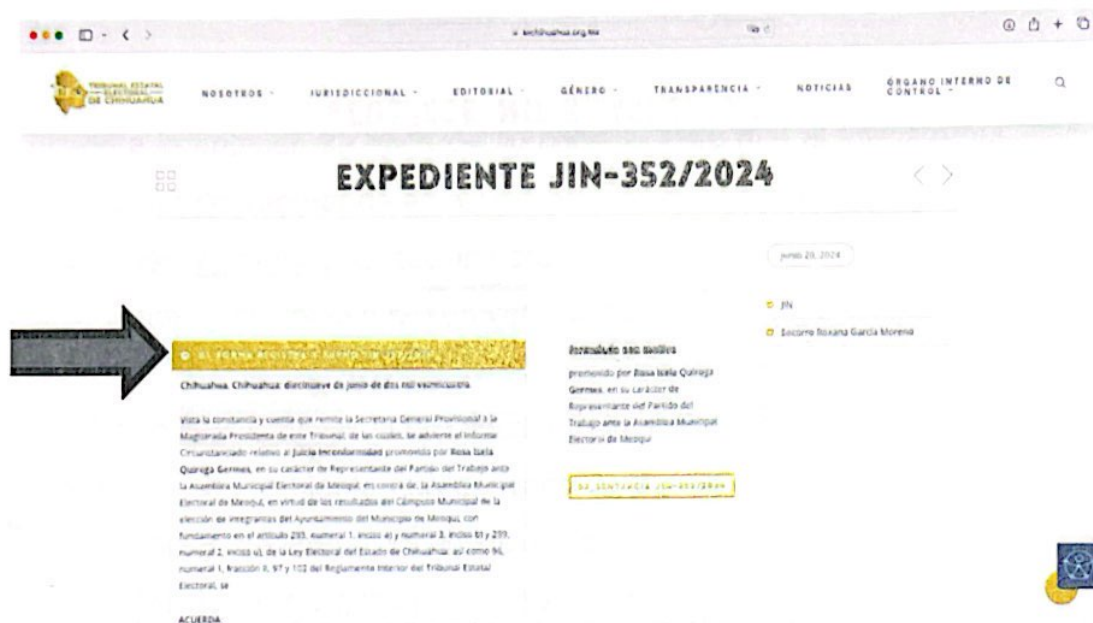 techihuahua.org.mx
TRIBUNAL ESTATAL
ELECTORAL
DE CHIHUAHUA
NOSOTROS
JURISDICCIONAL
EDITORIAL
GÉNERO
TRANSPARENCIA
NOTICIAS
ÓRGANO INTERNO DE
CONTROL
EXPEDIENTE JIN-352/2024
junio 20, 2024
JIN
Socorro Roxana García Moreno
Chihuahua, Chihuahua; diecinueve de junio de dos mil veinticuatro.
Vista la constancia y cuenta que remite la Secretaría General Provisional a la
Magistrada Presidenta de este Tribunal, de las cuales, se advierte el Informe
Circunstanciado relativo al Juicio Inconformidad promovido por Rosa Isela
Quiroga Germes, en su carácter de Representante del Partido del Trabajo ante
la Asamblea Municipal Electoral de Meoqui, en contra de, la Asamblea Municipal
Electoral de Meoqui, en virtud de los resultados del Cómputo Municipal de la
elección de integrantes del Ayuntamiento del Municipio de Meoqui, con
fundamento en el artículo 293, numeral 1, inciso a) y numeral 3, inciso b) y
numeral 2, inciso u), de la Ley Electoral del Estado de Chihuahua; así como 96,
numeral 1, fracción II, 97 y 102 del Reglamento Interior del Tribunal Estatal
Electoral, se
ACUERDA
promovido por Rosa Isela Quiroga
Germes, en su carácter de
Representante del Partido del
Trabajo ante la Asamblea Municipal
Electoral de Meoqui
SENTENCIA JIN-352/2024